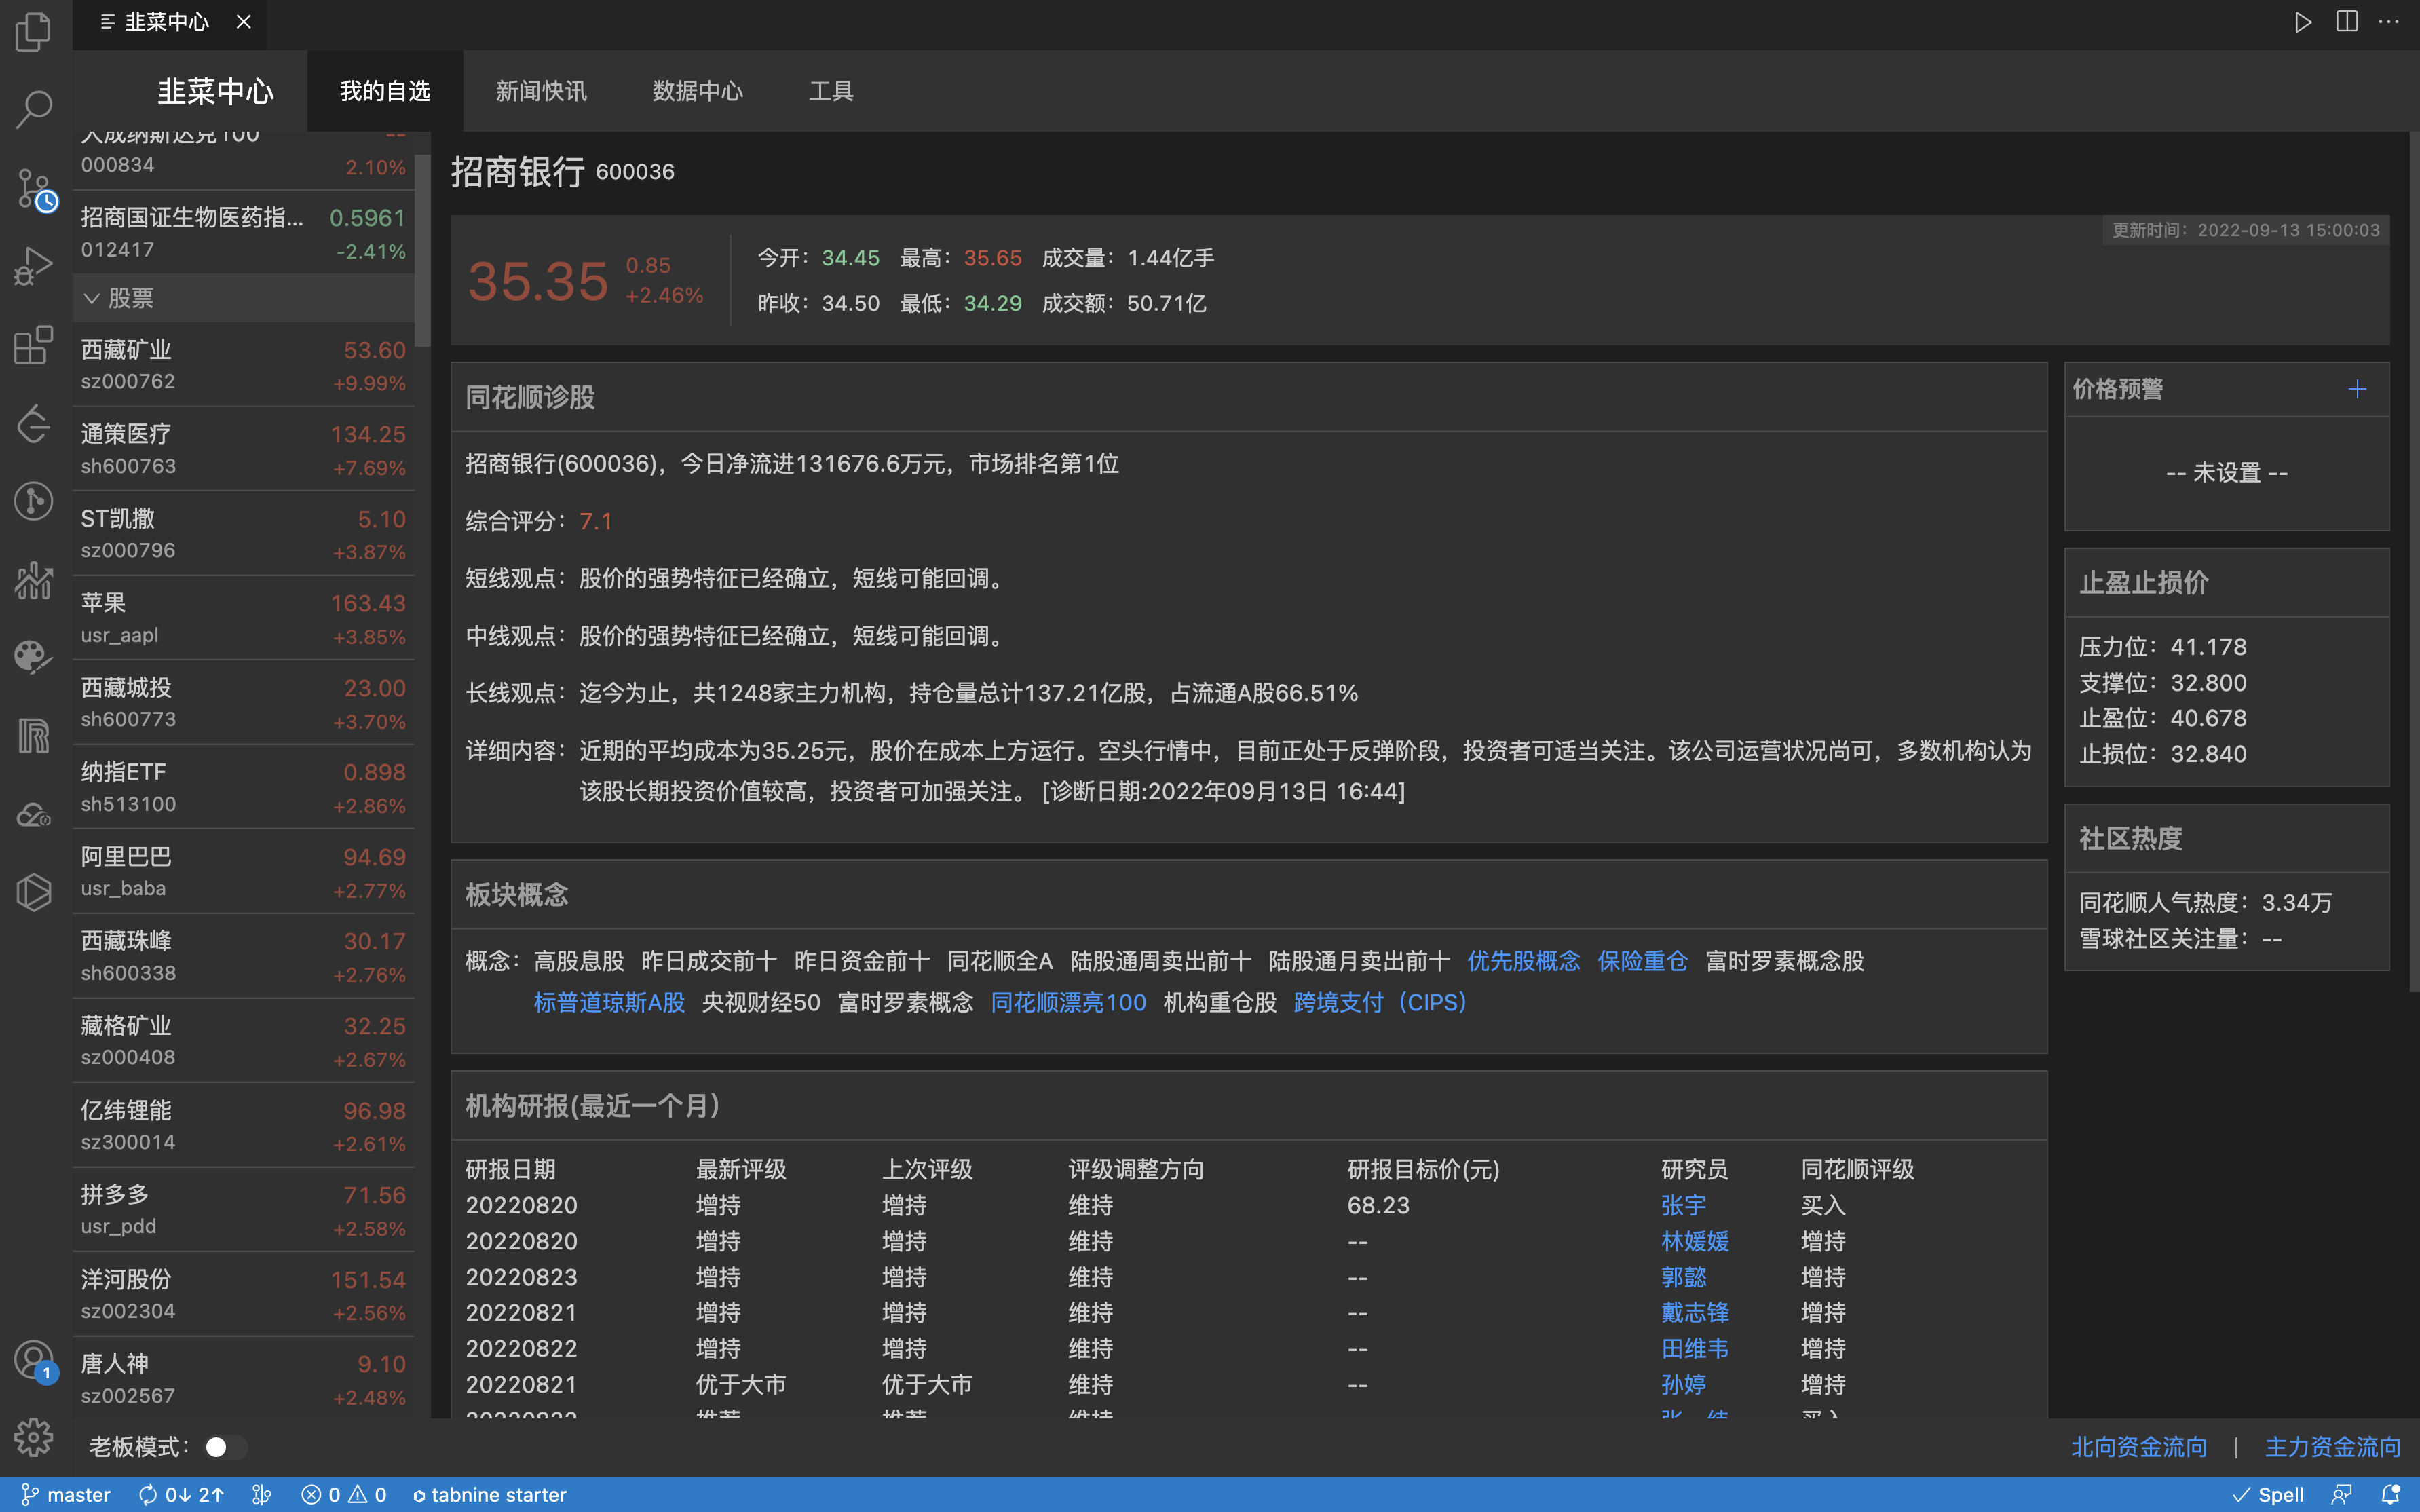 韭菜中心
韭菜中心 我的自选 新闻快讯 数据中心 工具
大成纳斯达克100 --
000834 2.10%
招商国证生物医药指... 0.5961
012417 -2.41%
股票
西藏矿业 53.60
sz000762 +9.99%
通策医疗 134.25
sh600763 +7.69%
ST凯撒 5.10
sz000796 +3.87%
苹果 163.43
usr_aapl +3.85%
西藏城投 23.00
sh600773 +3.70%
纳指ETF 0.898
sh513100 +2.86%
阿里巴巴 94.69
usr_baba +2.77%
西藏珠峰 30.17
sh600338 +2.76%
藏格矿业 32.25
sz000408 +2.67%
亿纬锂能 96.98
sz300014 +2.61%
拼多多 71.56
usr_pdd +2.58%
洋河股份 151.54
sz002304 +2.56%
唐人神 9.10
sz002567 +2.48%
招商银行 600036
更新时间：2022-09-13 15:00:03
35.35 0.85 +2.46%
今开：34.45 最高：35.65 成交量：1.44亿手
昨收：34.50 最低：34.29 成交额：50.71亿
同花顺诊股
招商银行(600036)，今日净流进131676.6万元，市场排名第1位
综合评分：7.1
短线观点：股价的强势特征已经确立，短线可能回调。
中线观点：股价的强势特征已经确立，短线可能回调。
长线观点：迄今为止，共1248家主力机构，持仓量总计137.21亿股，占流通A股66.51%
详细内容：近期的平均成本为35.25元，股价在成本上方运行。空头行情中，目前正处于反弹阶段，投资者可适当关注。该公司运营状况尚可，多数机构认为
该股长期投资价值较高，投资者可加强关注。 [诊断日期:2022年09月13日 16:44]
板块概念
概念：高股息股 昨日成交前十 昨日资金前十 同花顺全A 陆股通周卖出前十 陆股通月卖出前十 优先股概念 保险重仓 富时罗素概念股
标普道琼斯A股 央视财经50 富时罗素概念 同花顺漂亮100 机构重仓股 跨境支付（CIPS）
机构研报(最近一个月)
研报日期 最新评级 上次评级 评级调整方向 研报目标价(元) 研究员 同花顺评级
20220820 增持 增持 维持 68.23 张宇 买入
20220820 增持 增持 维持 -- 林媛媛 增持
20220823 增持 增持 维持 -- 郭懿 增持
20220821 增持 增持 维持 -- 戴志锋 增持
20220822 增持 增持 维持 -- 田维韦 增持
20220821 优于大市 优于大市 维持 -- 孙婷 增持
价格预警
-- 未设置 --
止盈止损价
压力位：41.178
支撑位：32.800
止盈位：40.678
止损位：32.840
社区热度
同花顺人气热度：3.34万
雪球社区关注量：--
1
老板模式：
北向资金流向 | 主力资金流向
master 0↓ 2↑ 0 0 tabnine starter Spell